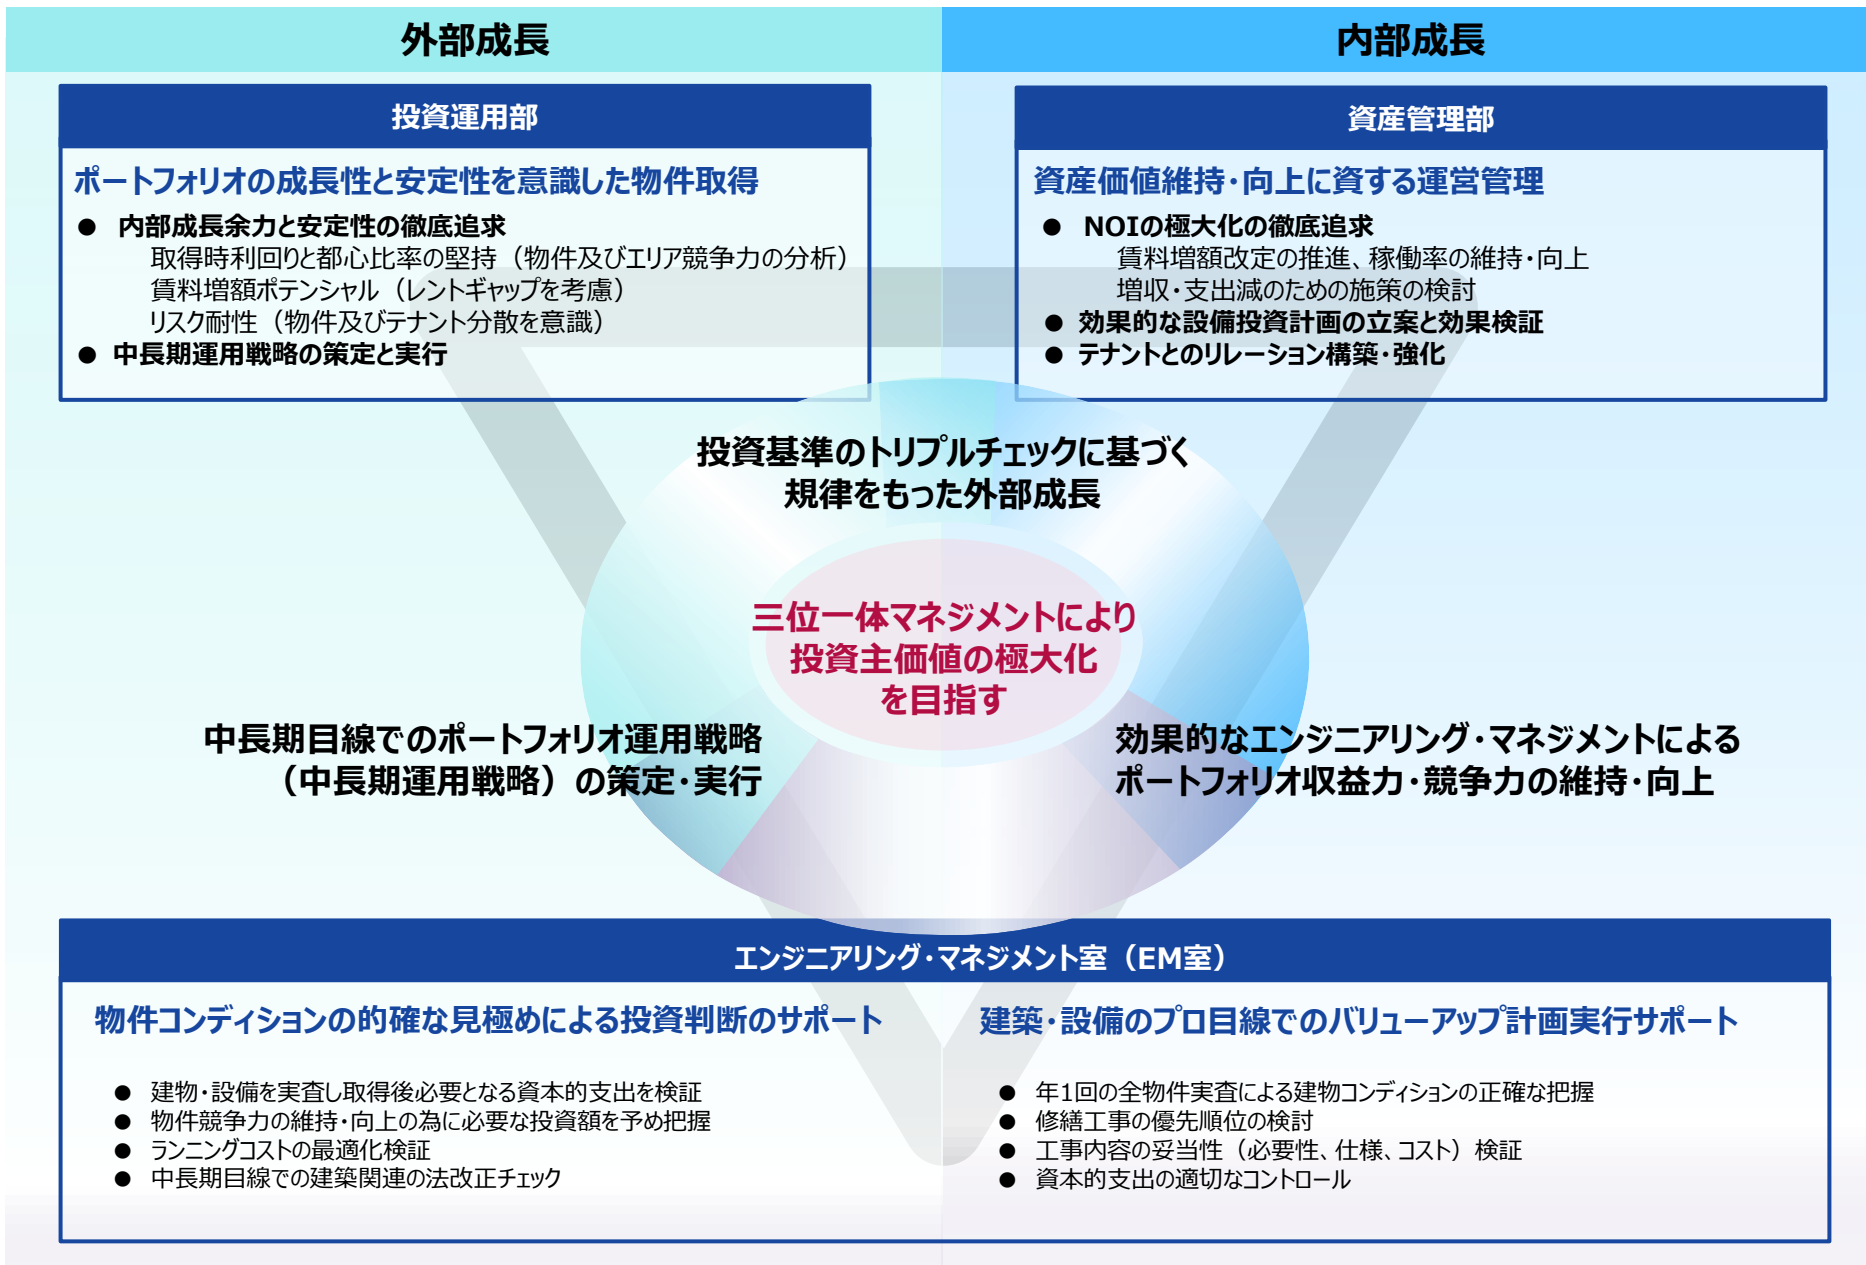 外部成長
内部成長
投資運用部
ポートフォリオの成長性と安定性を意識した物件取得
● 内部成長余力と安定性の徹底追求
取得時利回りと都心比率の堅持（物件及びエリア競争力の分析）
賃料増額ポテンシャル（レントギャップを考慮）
リスク耐性（物件及びテナント分散を意識）
● 中長期運用戦略の策定と実行
資産管理部
資産価値維持・向上に資する運営管理
● NOIの極大化の徹底追求
賃料増額改定の推進、稼働率の維持・向上
増収・支出減のための施策の検討
● 効果的な設備投資計画の立案と効果検証
● テナントとのリレーション構築・強化
投資基準のトリプルチェックに基づく
規律をもった外部成長
三位一体マネジメントにより
投資主価値の極大化
を目指す
中長期目線でのポートフォリオ運用戦略
（中長期運用戦略）の策定・実行
効果的なエンジニアリング・マネジメントによる
ポートフォリオ収益力・競争力の維持・向上
エンジニアリング・マネジメント室（EM室）
物件コンディションの的確な見極めによる投資判断のサポート
● 建物・設備を実査し取得後必要となる資本的支出を検証
● 物件競争力の維持・向上の為に必要な投資額を予め把握
● ランニングコストの最適化検証
● 中長期目線での建築関連の法改正チェック
建築・設備のプロ目線でのバリューアップ計画実行サポート
● 年1回の全物件実査による建物コンディションの正確な把握
● 修繕工事の優先順位の検討
● 工事内容の妥当性（必要性、仕様、コスト）検証
● 資本的支出の適切なコントロール